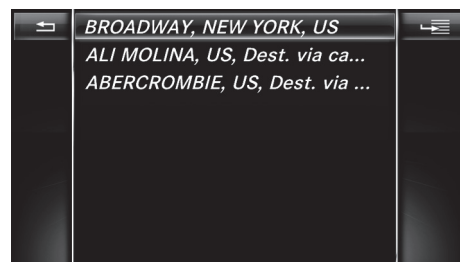 BROADWAY, NEW YORK, US
ALI MOLINA, US, Dest. via ca...
ABERCROMBIE, US, Dest. via ...